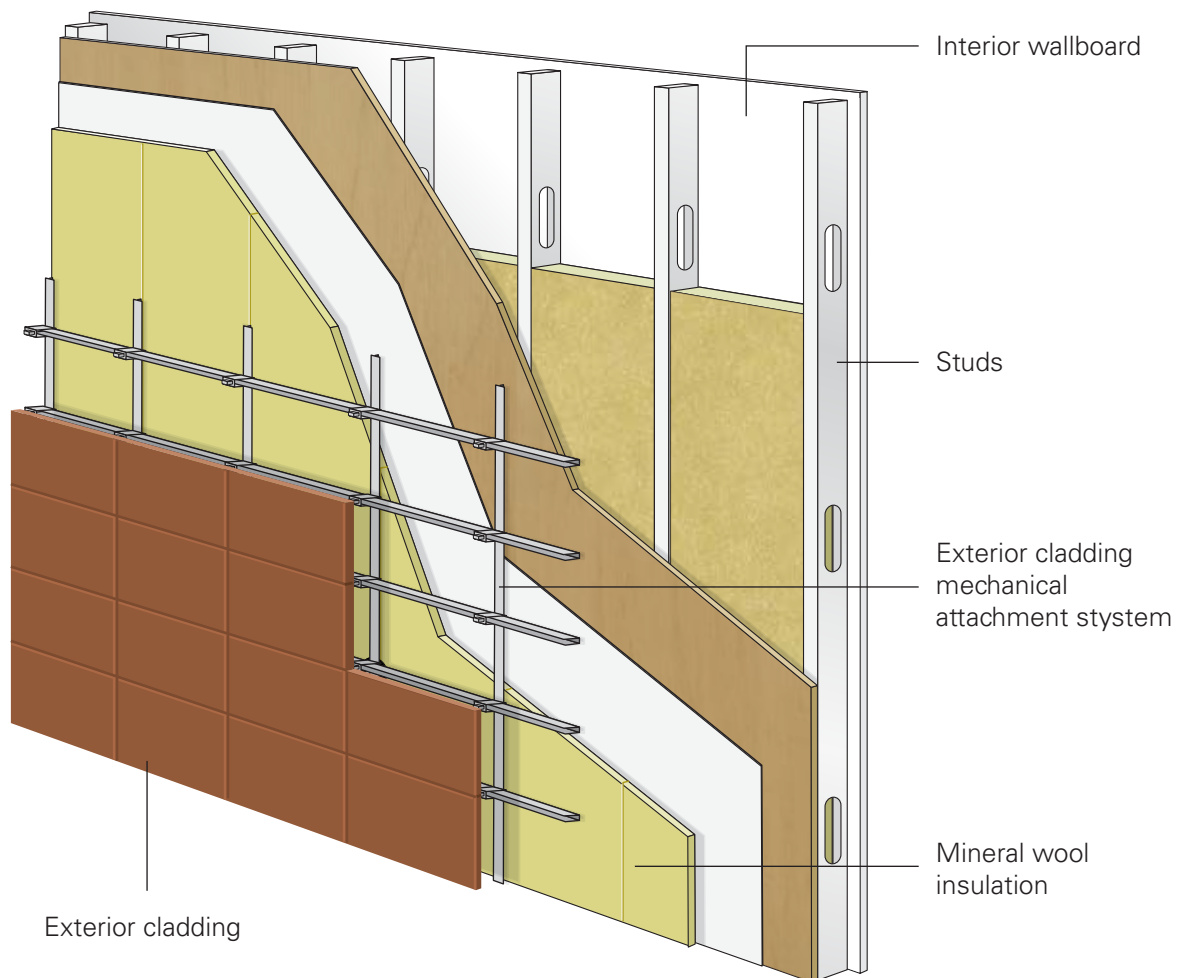 Interior wallboard
Studs
Exterior cladding
mechanical
attachment stystem
Mineral wool
insulation
Exterior cladding